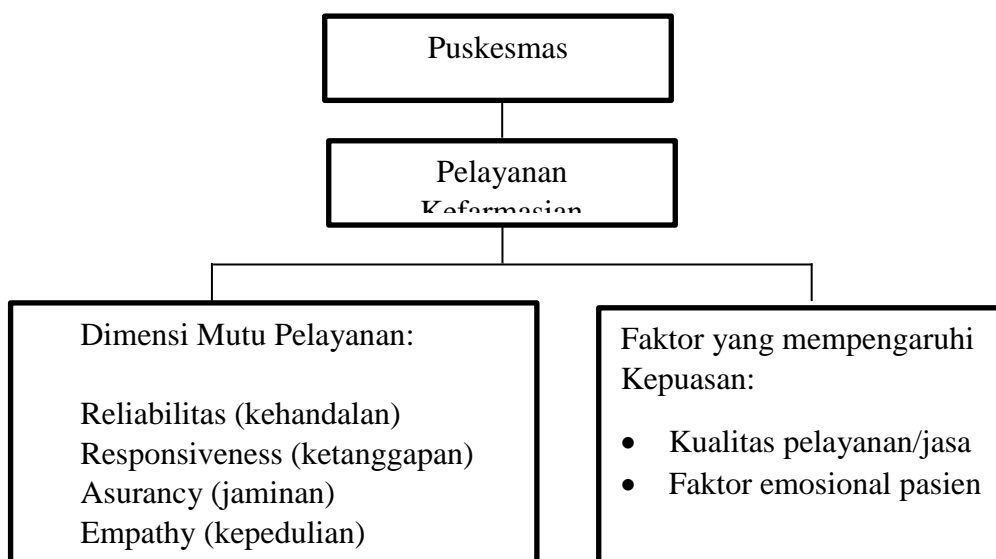 Puskesmas
Pelayanan
Kefarmasian
Dimensi Mutu Pelayanan:
Reliabilitas (kehandalan)
Responsiveness (ketanggapan)
Asurancy (jaminan)
Empathy (kepedulian)
Faktor yang mempengaruhi
Kepuasan:
• Kualitas pelayanan/jasa
• Faktor emosional pasien